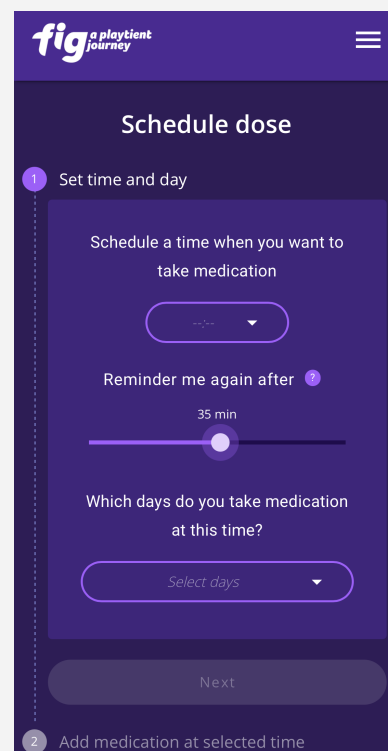 fig a playtient
journey
Schedule dose
1 Set time and day
Schedule a time when you want to
take medication
--:--
Reminder me again after ?
35 min
Which days do you take medication
at this time?
Select days
Next
2 Add medication at selected time